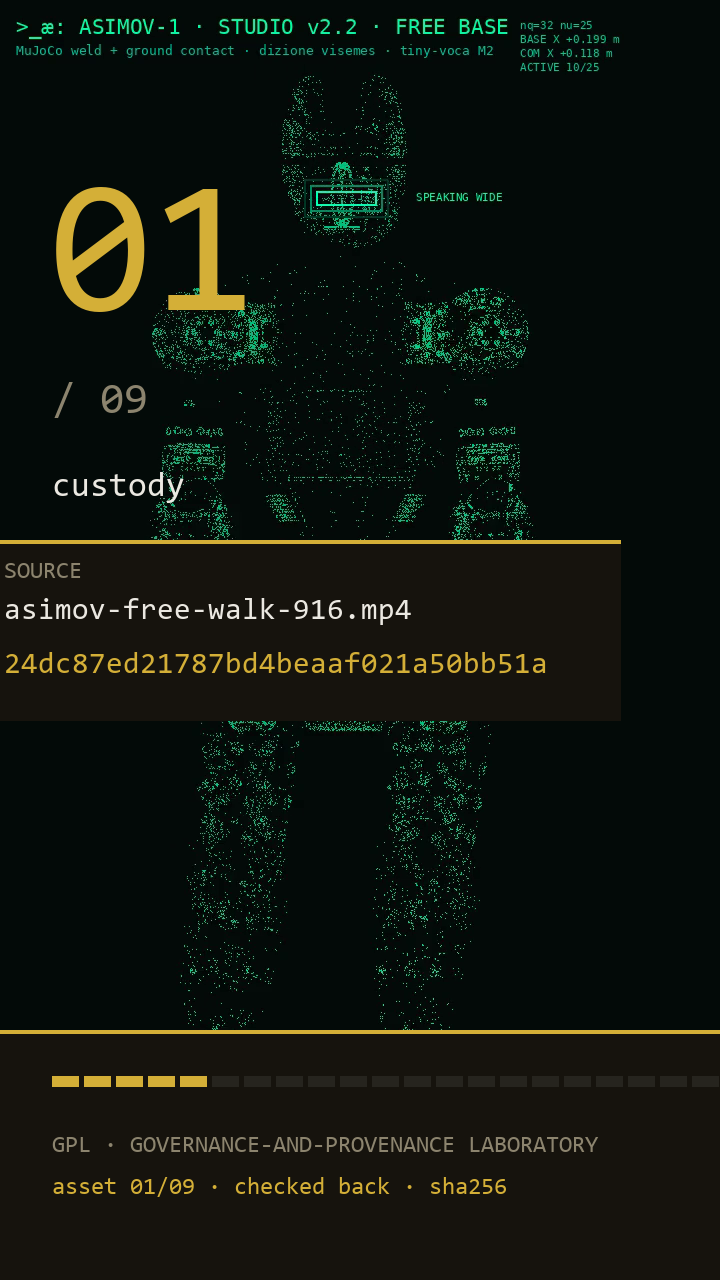 >_æ: ASIMOV-1 · STUDIO v2.2 · FREE BASE
MuJoCo weld + ground contact · dizione visemes · tiny-voca M2
nq=32 nu=25
BASE X +0.199 m
COM X +0.118 m
ACTIVE 10/25
SPEAKING WIDE
01
/ 09
custody
SOURCE
asimov-free-walk-916.mp4
24dc87ed21787bd4beaaf021a50bb51a
GPL · GOVERNANCE-AND-PROVENANCE LABORATORY
asset 01/09 · checked back · sha256